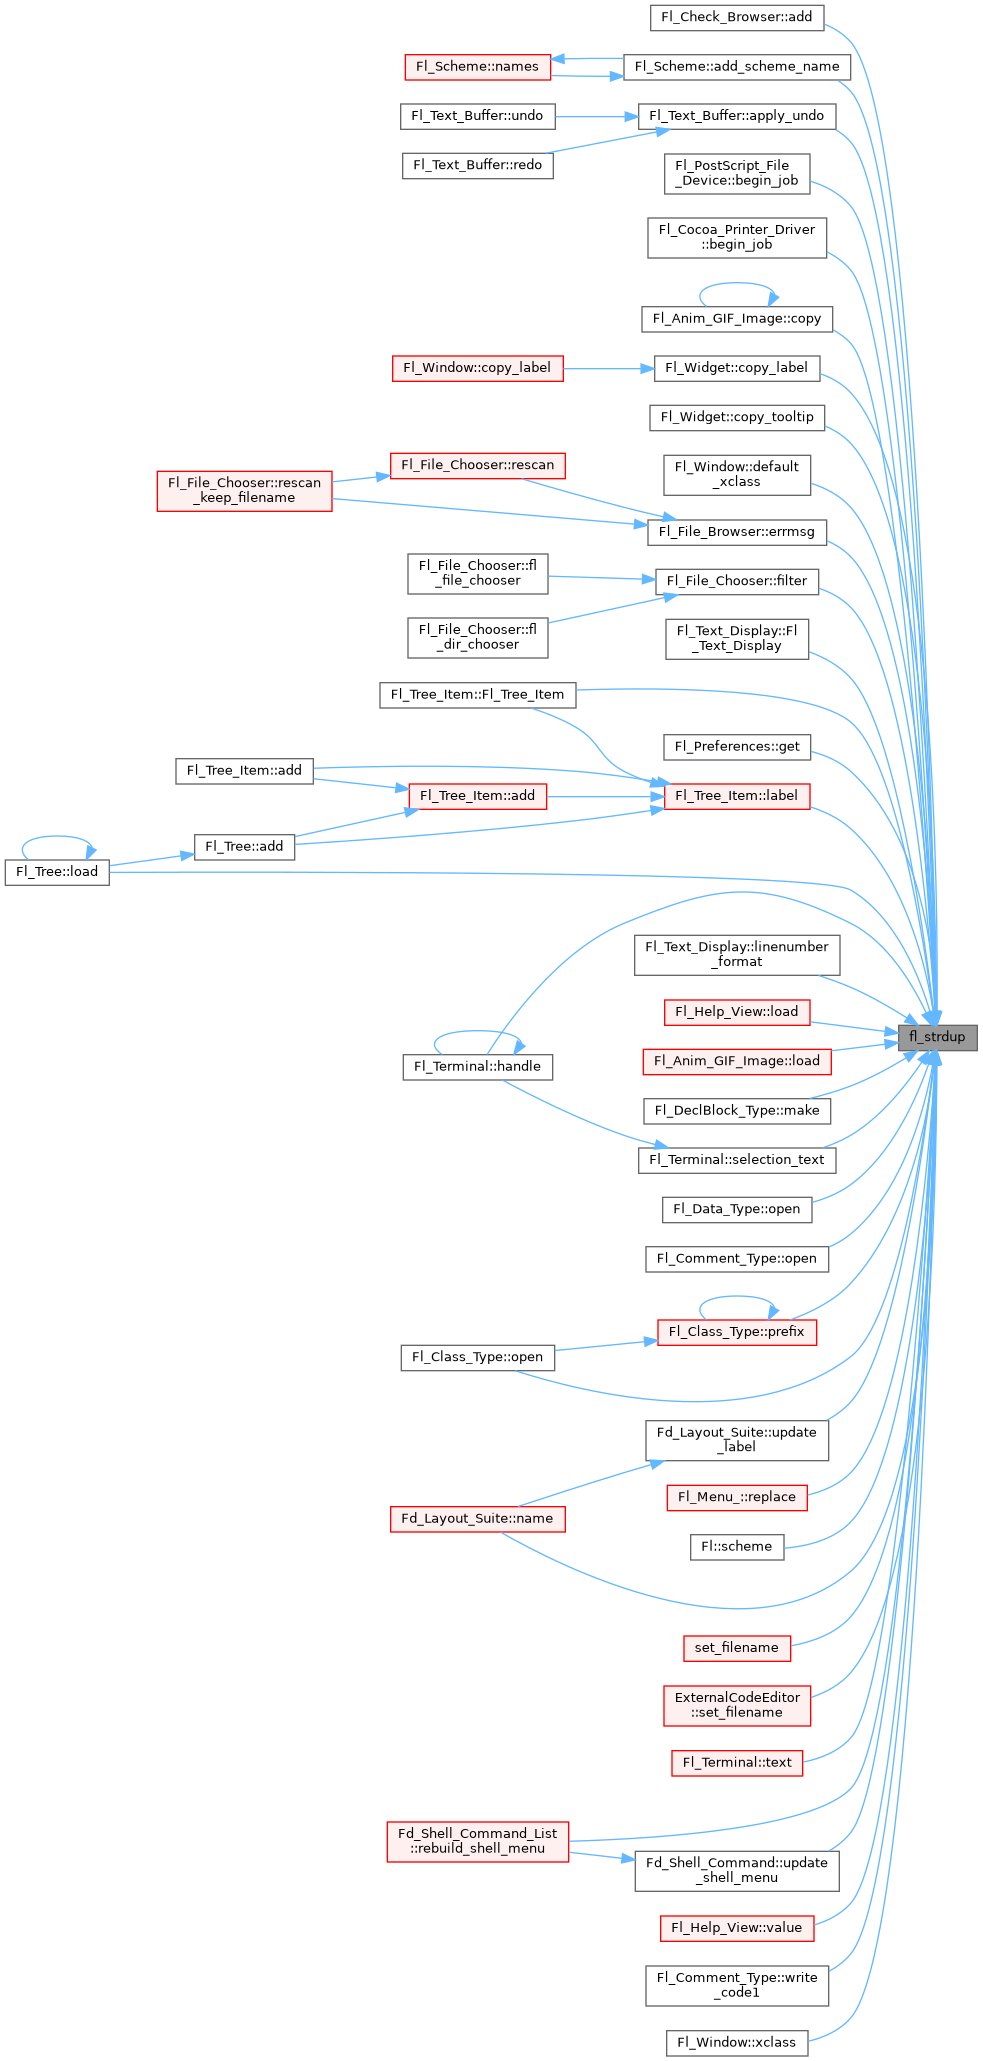 Fl_Check_Browser::add
Fl_Scheme::names
Fl_Scheme::add_scheme_name
Fl_Text_Buffer::undo
Fl_Text_Buffer::apply_undo
Fl_Text_Buffer::redo
Fl_PostScript_File
_Device::begin_job
Fl_Cocoa_Printer_Driver
::begin_job
Fl_Anim_GIF_Image::copy
Fl_Window::copy_label
Fl_Widget::copy_label
Fl_Widget::copy_tooltip
Fl_File_Chooser::rescan
Fl_Window::default
_xclass
Fl_File_Chooser::rescan
_keep_filename
Fl_File_Browser::errmsg
Fl_File_Chooser::fl
_file_chooser
Fl_File_Chooser::filter
Fl_File_Chooser::fl
_dir_chooser
Fl_Text_Display::Fl
_Text_Display
Fl_Tree_Item::Fl_Tree_Item
Fl_Preferences::get
Fl_Tree_Item::add
Fl_Tree_Item::add
Fl_Tree_Item::label
Fl_Tree::add
Fl_Tree::load
Fl_Text_Display::linenumber
_format
Fl_Help_View::load
fl_strdup
Fl_Anim_GIF_Image::load
Fl_Terminal::handle
Fl_DeclBlock_Type::make
Fl_Terminal::selection_text
Fl_Data_Type::open
Fl_Comment_Type::open
Fl_Class_Type::prefix
Fl_Class_Type::open
Fd_Layout_Suite::update
_label
Fl_Menu_::replace
Fd_Layout_Suite::name
Fl::scheme
set_filename
ExternalCodeEditor
::set_filename
Fl_Terminal::text
Fd_Shell_Command_List
::rebuild_shell_menu
Fd_Shell_Command::update
_shell_menu
Fl_Help_View::value
Fl_Comment_Type::write
_code1
Fl_Window::xclass